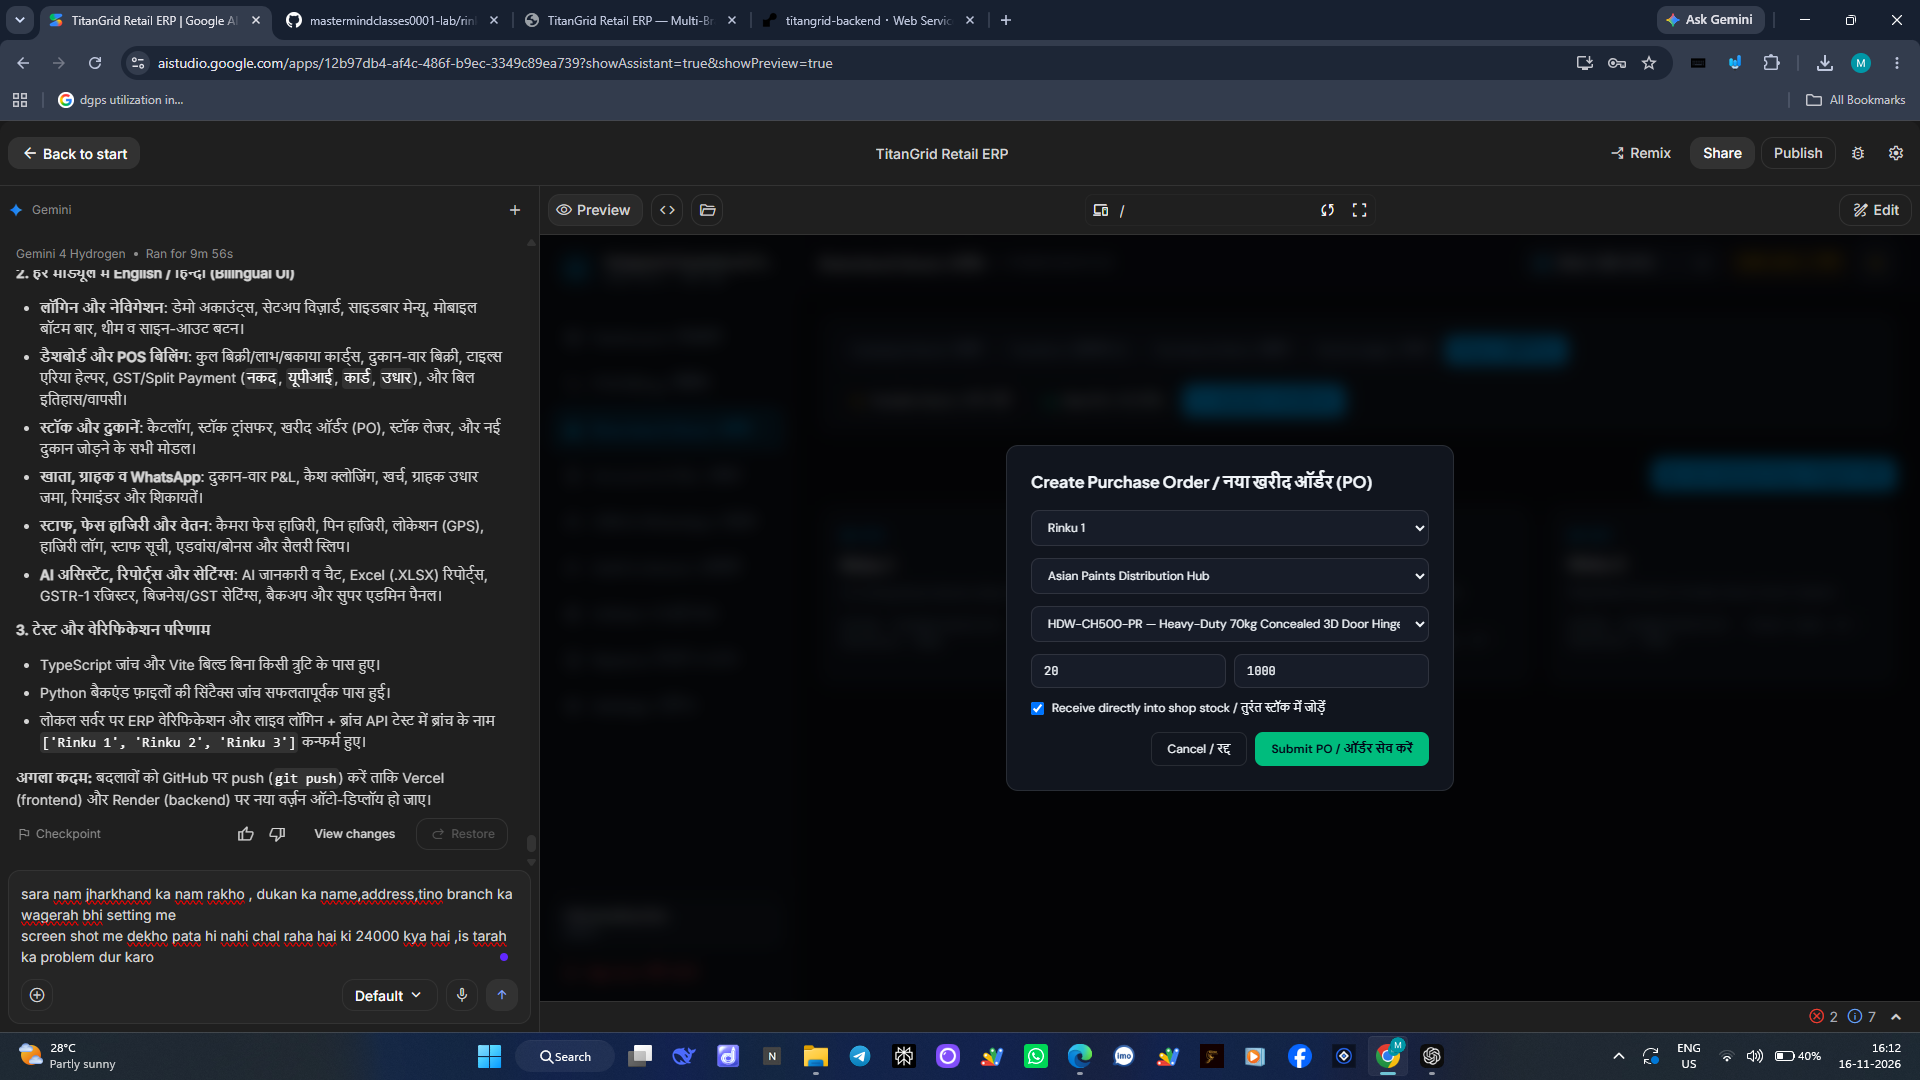 TitanGrid Retail ERP | Google AI
mastermindclasses0001-lab/rink
TitanGrid Retail ERP — Multi-Br
titangrid-backend · Web Servic
Ask Gemini
aistudio.google.com/apps/12b97db4-af4c-486f-b9ec-3349c89ea739?showAssistant=true&showPreview=true
M
dgps utilization in...
All Bookmarks
Back to start
TitanGrid Retail ERP
Remix
Share
Publish
Gemini
Preview
/
Edit
Gemini 4 Hydrogen • Ran for 9m 56s
2. हर मॉड्यूल में English / हिन्दी (Bilingual UI)
• लॉगिन और नेविगेशन: डेमो अकाउंट्स, सेटअप विज़ार्ड, साइडबार मेन्यू, मोबाइल
बॉटम बार, थीम व साइन-आउट बटन।
• डैशबोर्ड और POS बिलिंग: कुल बिक्री/लाभ/बकाया कार्ड्स, दुकान-वार बिक्री, टाइल्स
एरिया हेल्पर, GST/Split Payment (नकद, यूपीआई, कार्ड, उधार), और बिल
इतिहास/वापसी।
• स्टॉक और दुकानें: कैटलॉग, स्टॉक ट्रांसफर, खरीद ऑर्डर (PO), स्टॉक लेजर, और नई
दुकान जोड़ने के सभी मोडल।
• खाता, ग्राहक व WhatsApp: दुकान-वार P&L, कैश क्लोजिंग, खर्च, ग्राहक उधार
जमा, रिमाइंडर और शिकायतें।
• स्टाफ, फेस हाजिरी और वेतन: कैमरा फेस हाजिरी, पिन हाजिरी, लोकेशन (GPS),
हाजिरी लॉग, स्टाफ सूची, एडवांस/बोनस और सैलरी स्लिप।
• AI असिस्टेंट, रिपोर्ट्स और सेटिंग्स: AI जानकारी व चैट, Excel (.XLSX) रिपोर्ट्स,
GSTR-1 रजिस्टर, बिजनेस/GST सेटिंग्स, बैकअप और सुपर एडमिन पैनल।
3. टेस्ट और वेरिफिकेशन परिणाम
• TypeScript जांच और Vite बिल्ड बिना किसी त्रुटि के पास हुए।
• Python बैकएंड फ़ाइलों की सिंटैक्स जांच सफलतापूर्वक पास हुई।
• लोकल सर्वर पर ERP वेरिफिकेशन और लाइव लॉगिन + ब्रांच API टेस्ट में ब्रांच के नाम
['Rinku 1', 'Rinku 2', 'Rinku 3'] कन्फर्म हुए।
अगला कदम: बदलावों को GitHub पर push (git push) करें ताकि Vercel
(frontend) और Render (backend) पर नया वर्ज़न ऑटो-डिप्लॉय हो जाए।
Checkpoint
View changes
Restore
sara nam jharkhand ka nam rakho , dukan ka name,address,tino branch ka
wagerah bhi setting me
screen shot me dekho pata hi nahi chal raha hai ki 24000 kya hai ,is tarah
ka problem dur karo
Default
Create Purchase Order / नया खरीद ऑर्डर (PO)
Rinku 1
Asian Paints Distribution Hub
HDW-CH500-PR — Heavy-Duty 70kg Concealed 3D Door Hinge
20
1000
Receive directly into shop stock / तुरंत स्टॉक में जोड़ें
Cancel / रद्द
Submit PO / ऑर्डर सेव करें
2
7
28°C
Partly sunny
Search
ENG
US
40%
16:12
16-11-2026